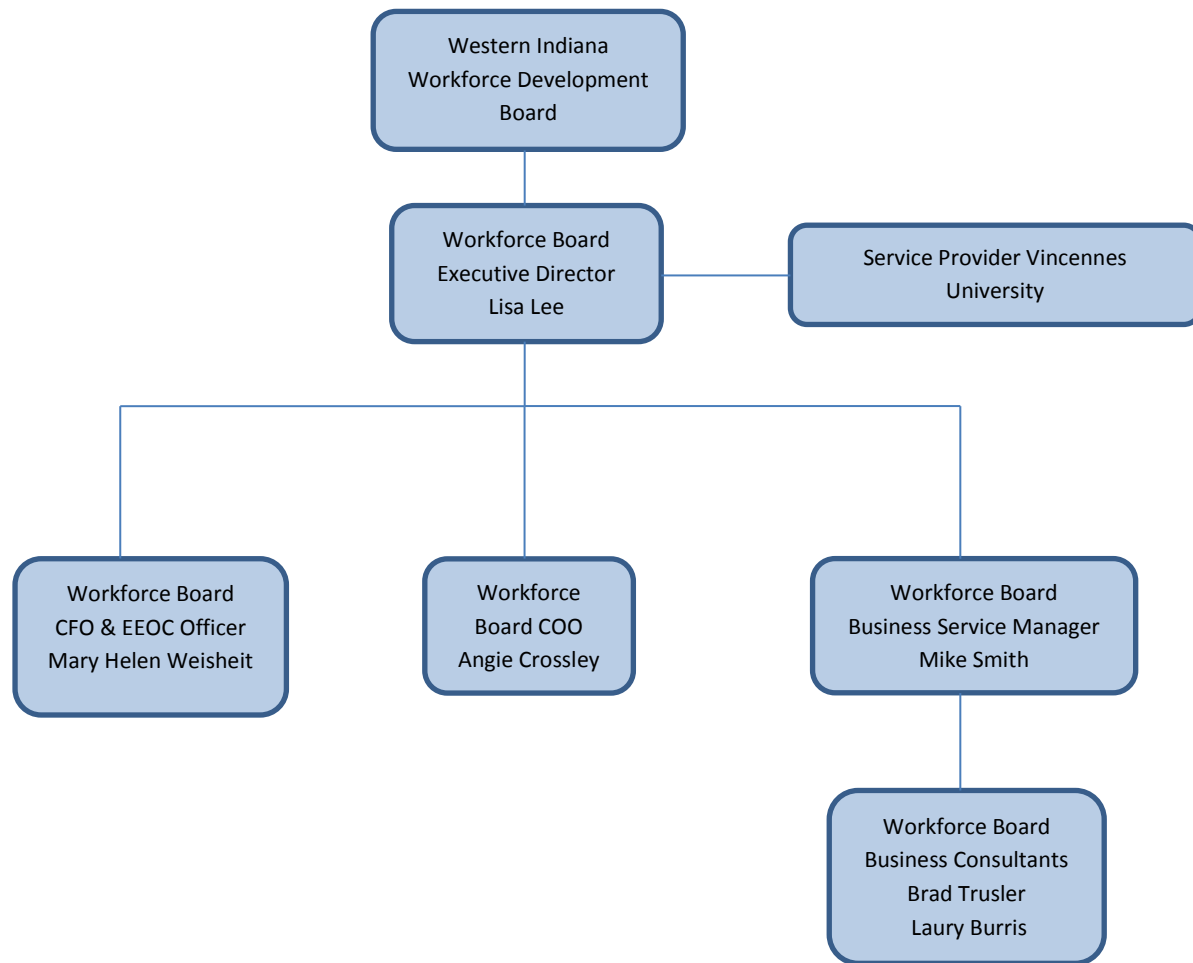 Western Indiana
Workforce Development
Board
Workforce Board
Executive Director
Lisa Lee
Service Provider Vincennes
University
Workforce Board
CFO & EEOC Officer
Mary Helen Weisheit
Workforce
Board COO
Angie Crossley
Workforce Board
Business Service Manager
Mike Smith
Workforce Board
Business Consultants
Brad Trusler
Laury Burris